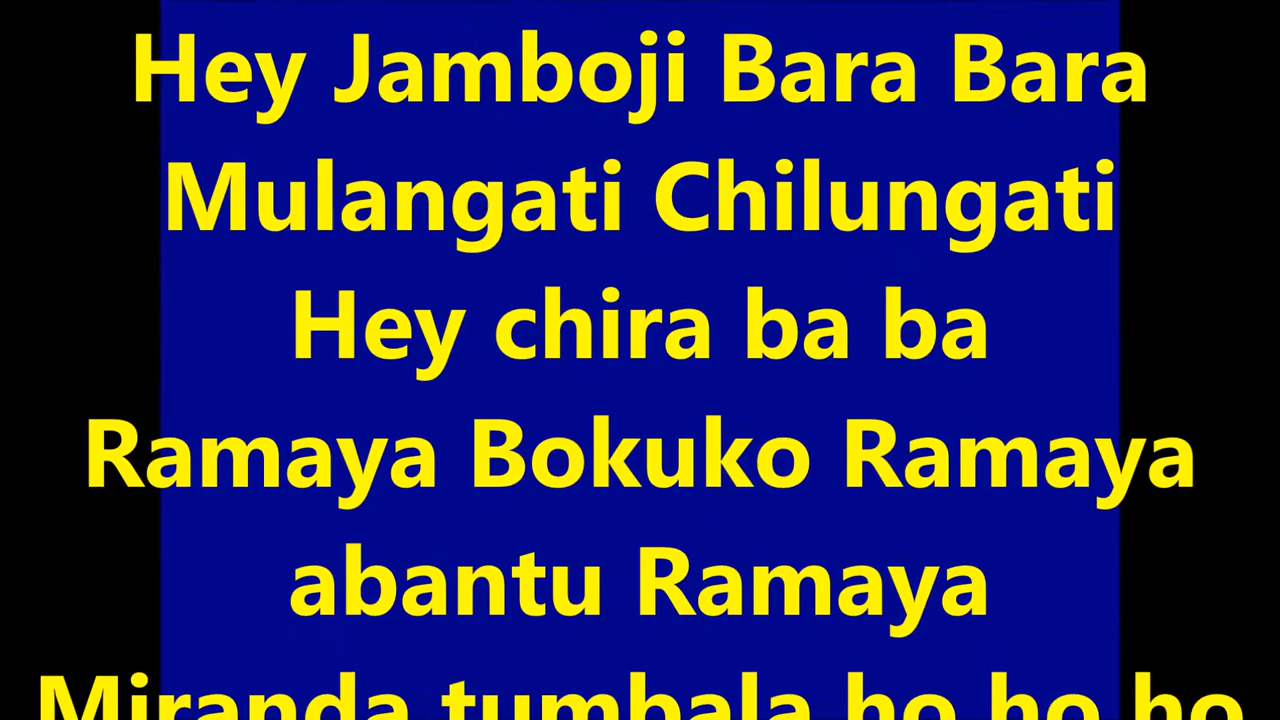 Hey Jamboji Bara Bara
Mulangati Chilungati
Hey chira ba ba
Ramaya Bokuko Ramaya
abantu Ramaya
Miranda tumbala ho ho ho